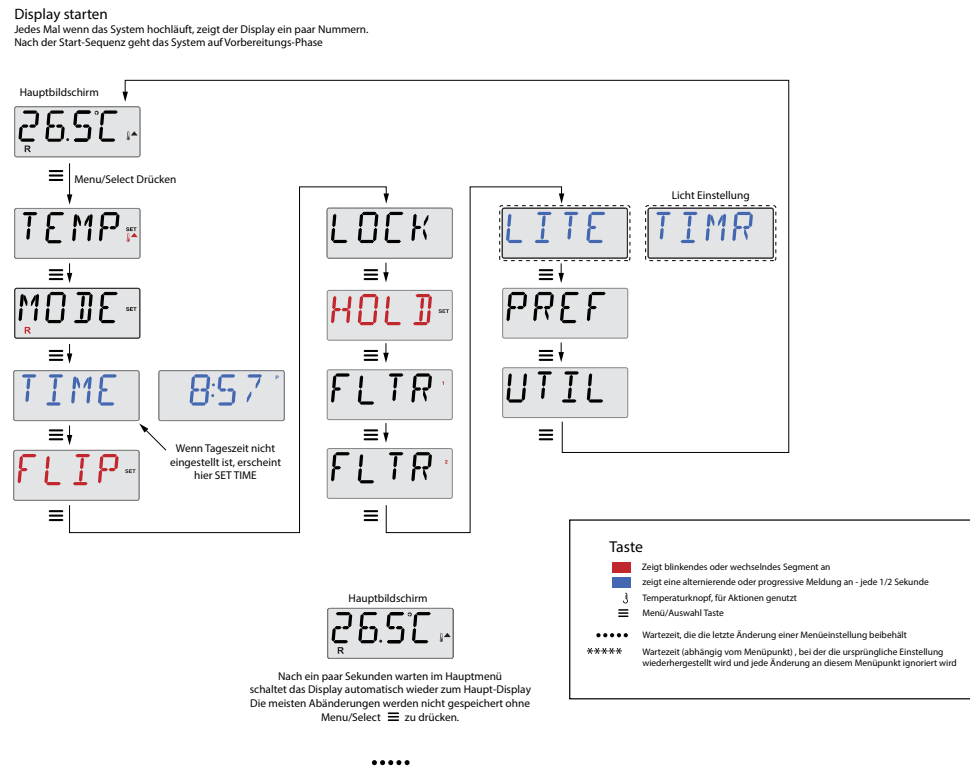 Display starten
Jedes Mal wenn das System hochläuft, zeigt der Display ein paar Nummern.
Nach der Start-Sequenz geht das System auf Vorbereitungs-Phase
Hauptbildschirm
26.5°C
R
Menu/Select Drücken
TEMP SET
MODE SET
R
TIME
8:57 P
Wenn Tageszeit nicht
eingestellt ist, erscheint
hier SET TIME
FLIP SET
LOCK
HOLD SET
FLTR 1
FLTR 2
LITE
Licht Einstellung
TIMR
PREF
UTIL
Hauptbildschirm
26.5°C
R
Nach ein paar Sekunden warten im Hauptmenü
schaltet das Display automatisch wieder zum Haupt-Display
Die meisten Abänderungen werden nicht gespeichert ohne
Menu/Select ☰ zu drücken.
Taste
Zeigt blinkendes oder wechselndes Segment an
zeigt eine alternierende oder progressive Meldung an - jede 1/2 Sekunde
Temperaturknopf, für Aktionen genutzt
Menü/Auswahl Taste
••••• Wartezeit, die die letzte Änderung einer Menüeinstellung beibehält
***** Wartezeit (abhängig vom Menüpunkt) , bei der die ursprüngliche Einstellung
wiederhergestellt wird und jede Änderung an diesem Menüpunkt ignoriert wird
•••••